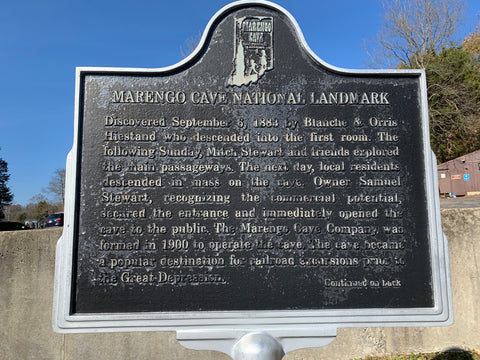 MARENGO
CAVE
MARENGO CAVE NATIONAL LANDMARK
Discovered September 6, 1883 by Blanche & Orris
Hiestand who descended into the first room. The
following Sunday, Mitch Stewart and friends explored
the main passageways. The next day, local residents
descended in mass on the cave. Owner Samuel
Stewart, recognizing the commercial potential,
secured the entrance and immediately opened the
cave to the public. The Marengo Cave Company was
formed in 1900 to operate the cave. The cave became
a popular destination for railroad excursions prior to
the Great Depression.
Continued on back